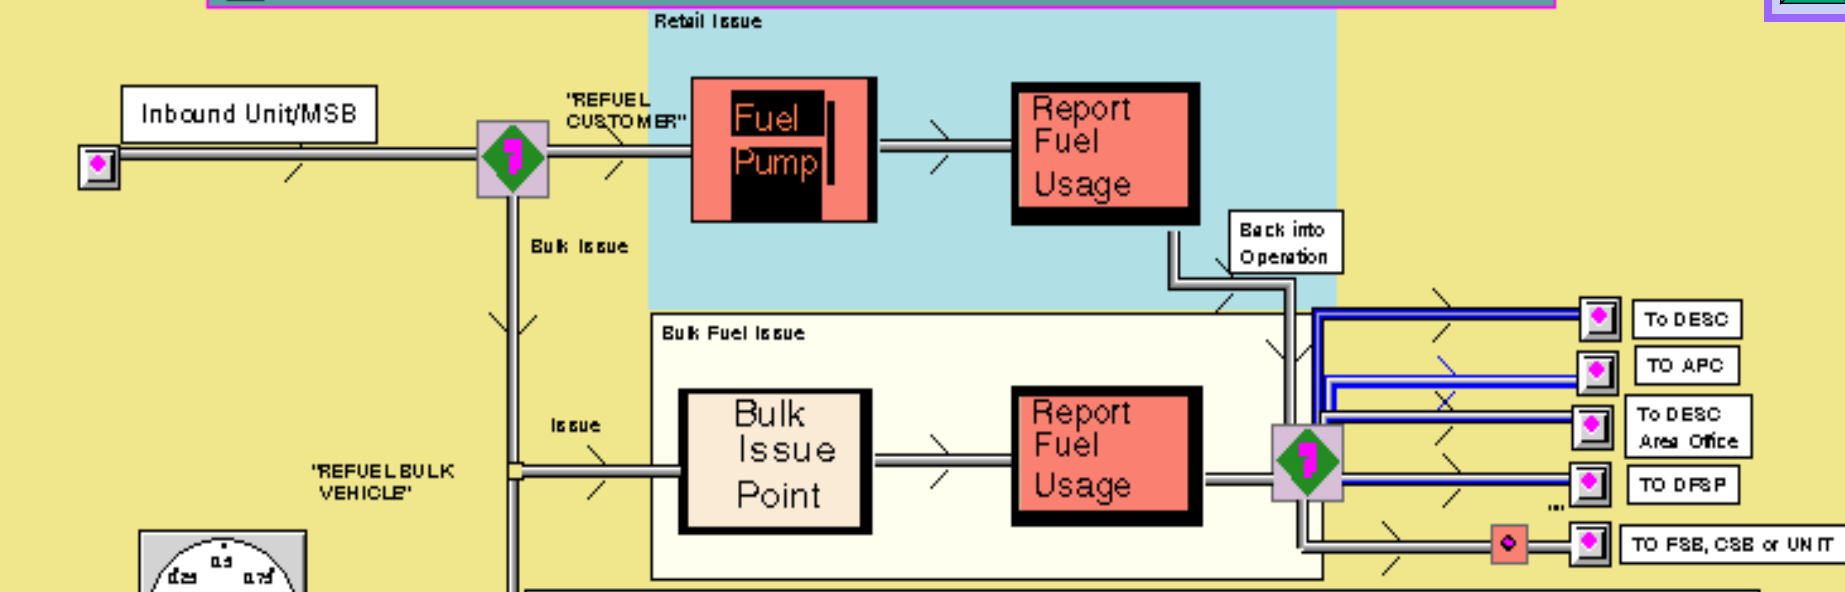 Retail Issue
Inbound Unit/MSB
"REFUEL
CUSTOMER"
Fuel
Pump
Report
Fuel
Usage
Back into
Operation
Bulk Issue
Bulk Fuel Issue
To DESC
TO APC
To DESC
Area Office
Issue
Bulk
Issue
Point
Report
Fuel
Usage
"REFUEL BULK
VEHICLE"
TO DFSP
...
TO FSB, CSB or UNIT
0.5
0.25
0.75